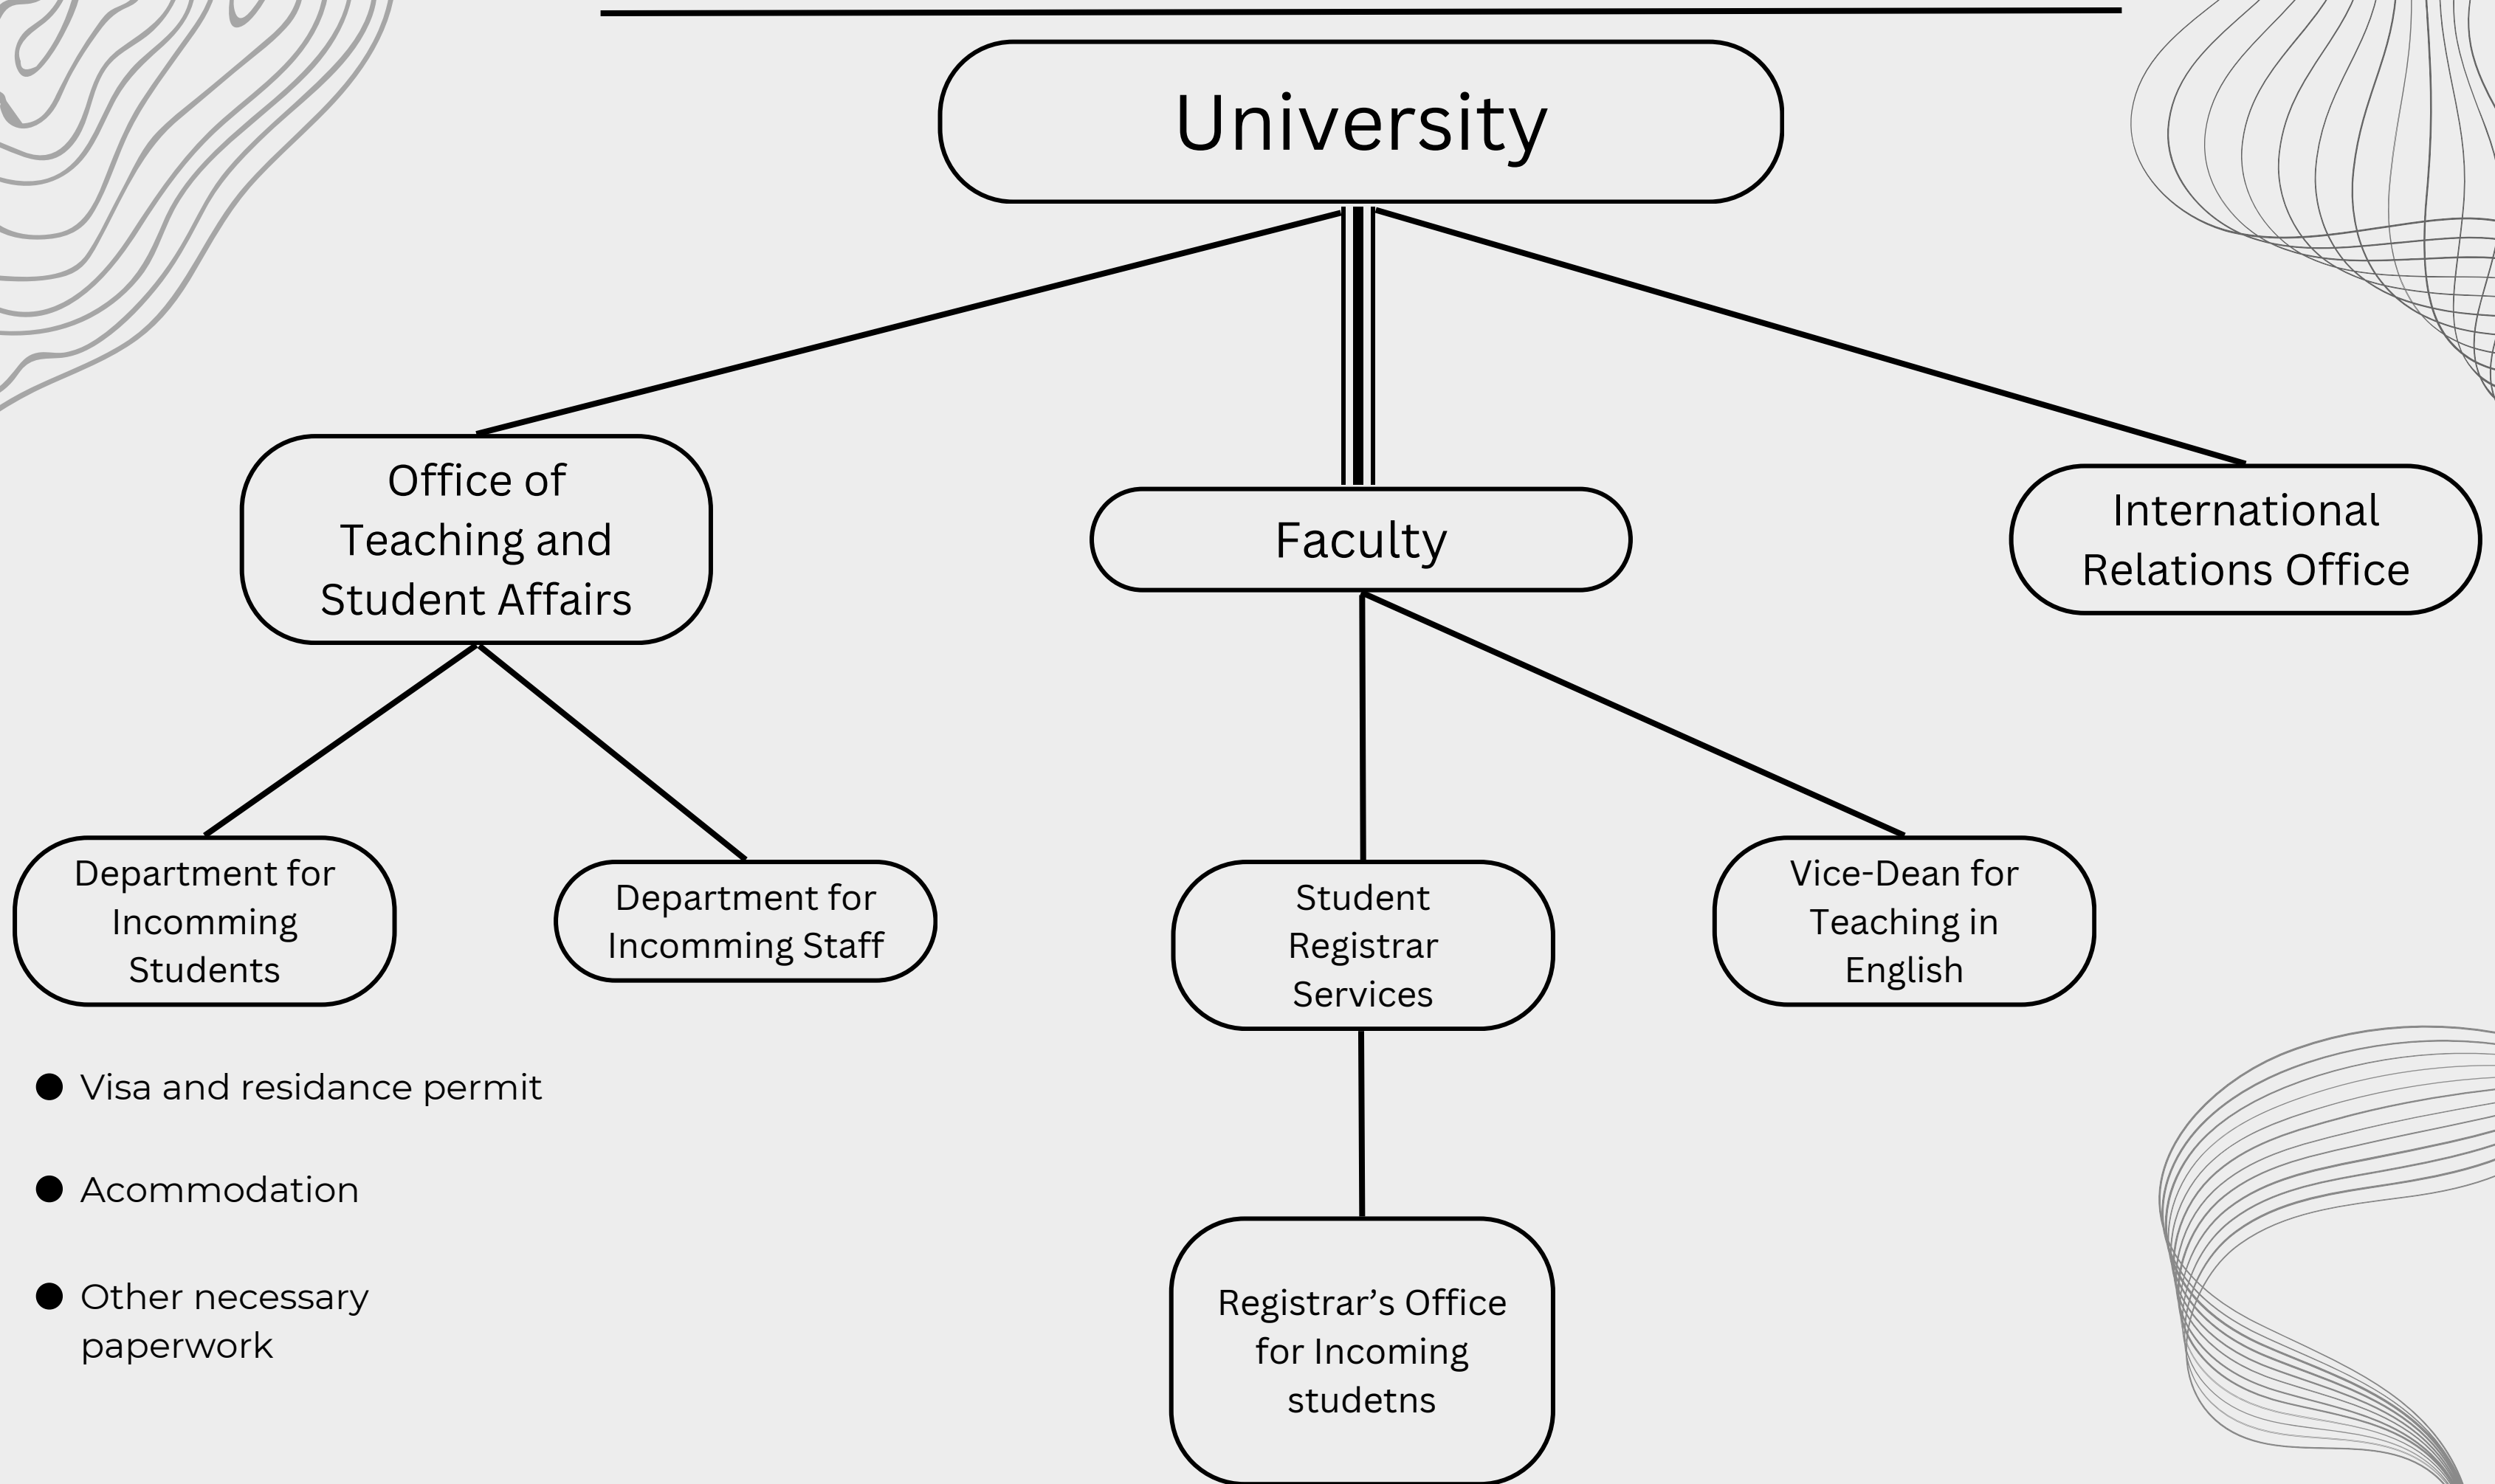 University
Office of
Teaching and
Student Affairs
Faculty
International
Relations Office
Department for
Incomming
Students
Department for
Incomming Staff
Student
Registrar
Services
Vice-Dean for
Teaching in
English
Visa and residance permit
Acommodation
Other necessary
paperwork
Registrar’s Office
for Incoming
studetns